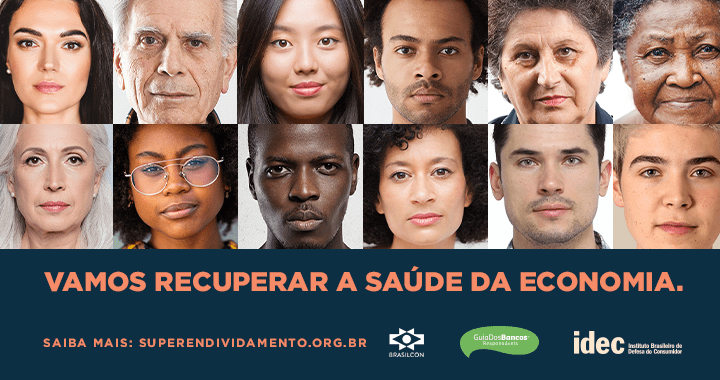 VAMOS RECUPERAR A SAÚDE DA ECONOMIA.
SAIBA MAIS: SUPERENDIVIDAMENTO.ORG.BR
BRASILCON
GuiaDosBancos
Responsáveis
idec Instituto Brasileiro de
Defesa do Consumidor